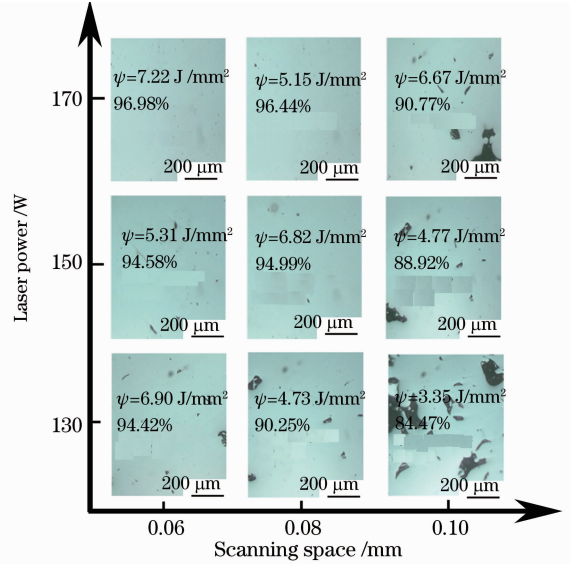 170
ψ=7.22 J /mm²
96.98%
200 μm
ψ=5.15 J/mm²
96.44%
200 μm
ψ=6.67 J/mm²
90.77%
200 μm
Laser power /W
150
ψ=5.31 J/mm²
94.58%
200 μm
ψ=6.82 J/mm²
94.99%
200 μm
ψ=4.77 J/mm²
88.92%
200 μm
130
ψ=6.90 J/mm²
94.42%
200 μm
ψ=4.73 J/mm²
90.25%
200 μm
ψ=3.35 J/mm²
84.47%
200 μm
0.06
0.08
0.10
Scanning space /mm